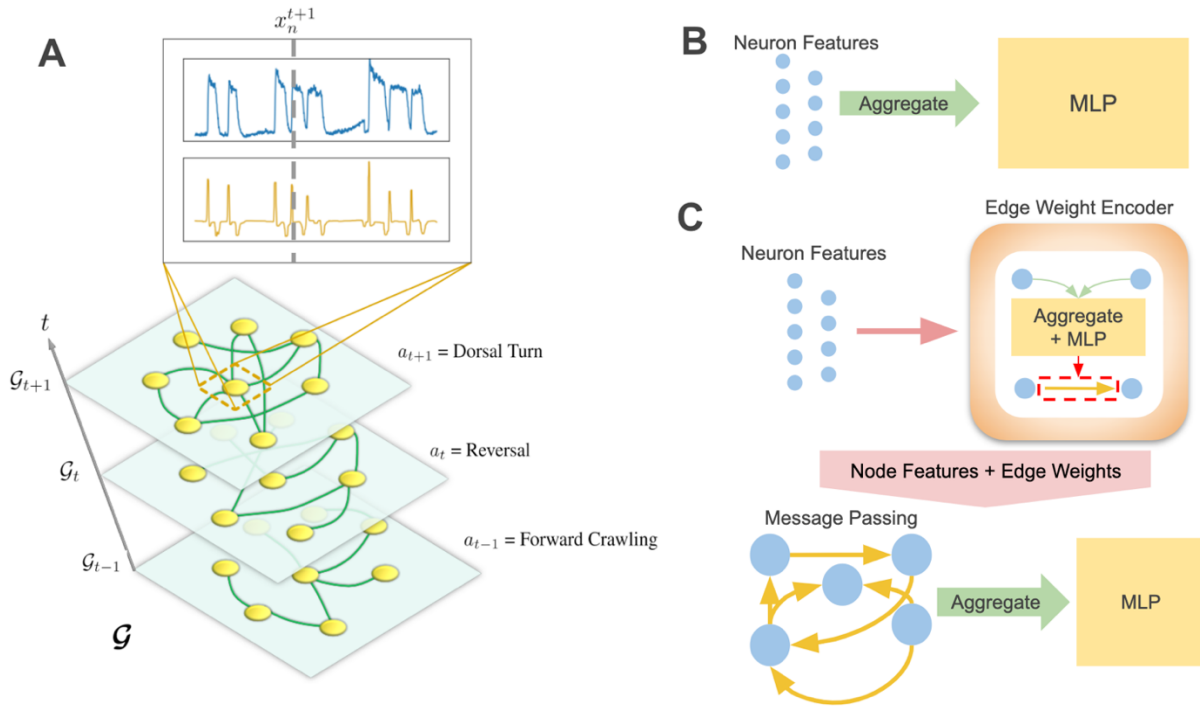 A
x_n^{t+1}
t
𝒢_{t+1}
a_{t+1} = Dorsal Turn
𝒢_t
a_t = Reversal
𝒢_{t−1}
a_{t−1} = Forward Crawling
𝒢
B
Neuron Features
Aggregate
MLP
C
Edge Weight Encoder
Neuron Features
Aggregate
+ MLP
Node Features + Edge Weights
Message Passing
Aggregate
MLP